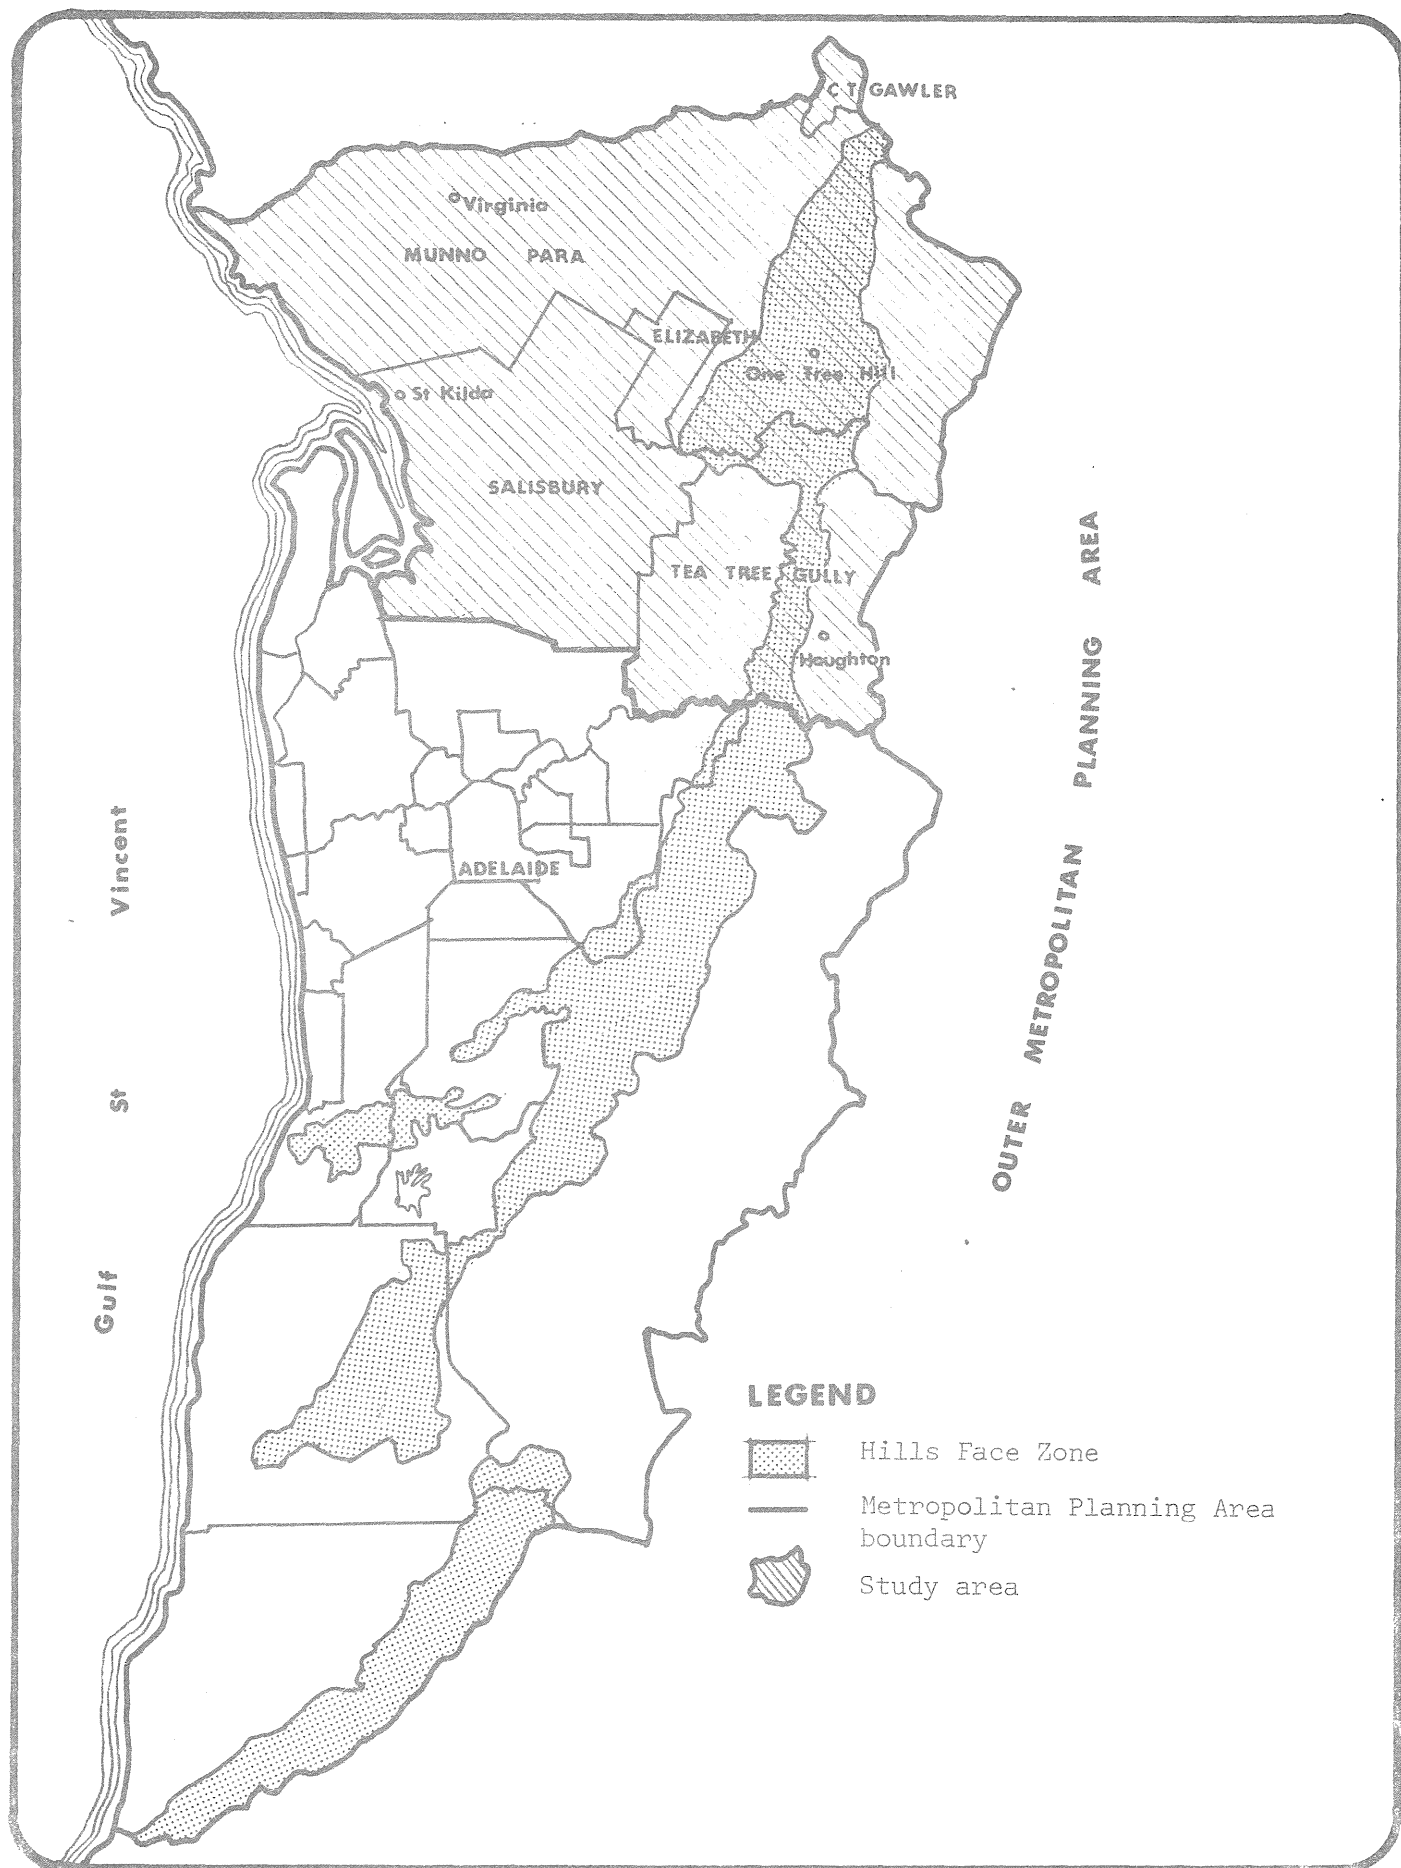 C T GAWLER
Virginia
MUNNO PARA
ELIZABETH
One Tree Hill
St Kilda
SALISBURY
TEA TREE GULLY
Houghton
ADELAIDE
Gulf St Vincent
OUTER METROPOLITAN PLANNING AREA
LEGEND
Hills Face Zone
Metropolitan Planning Area
boundary
Study area